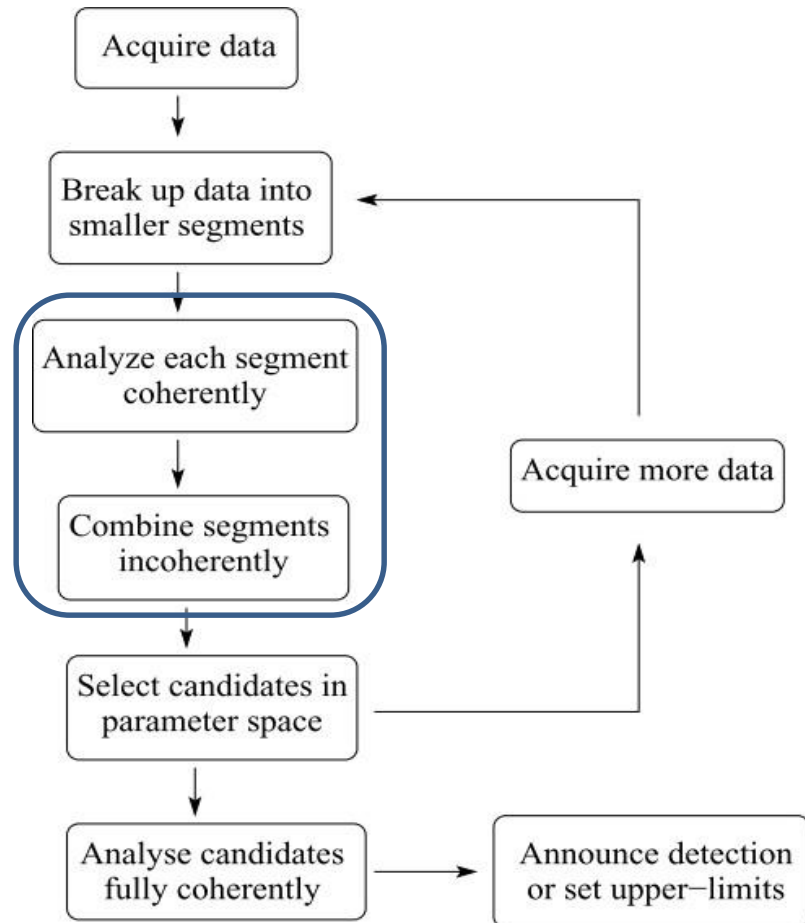 Acquire data
Break up data into
smaller segments
Analyze each segment
coherently
Combine segments
incoherently
Acquire more data
Select candidates in
parameter space
Analyse candidates
fully coherently
Announce detection
or set upper−limits